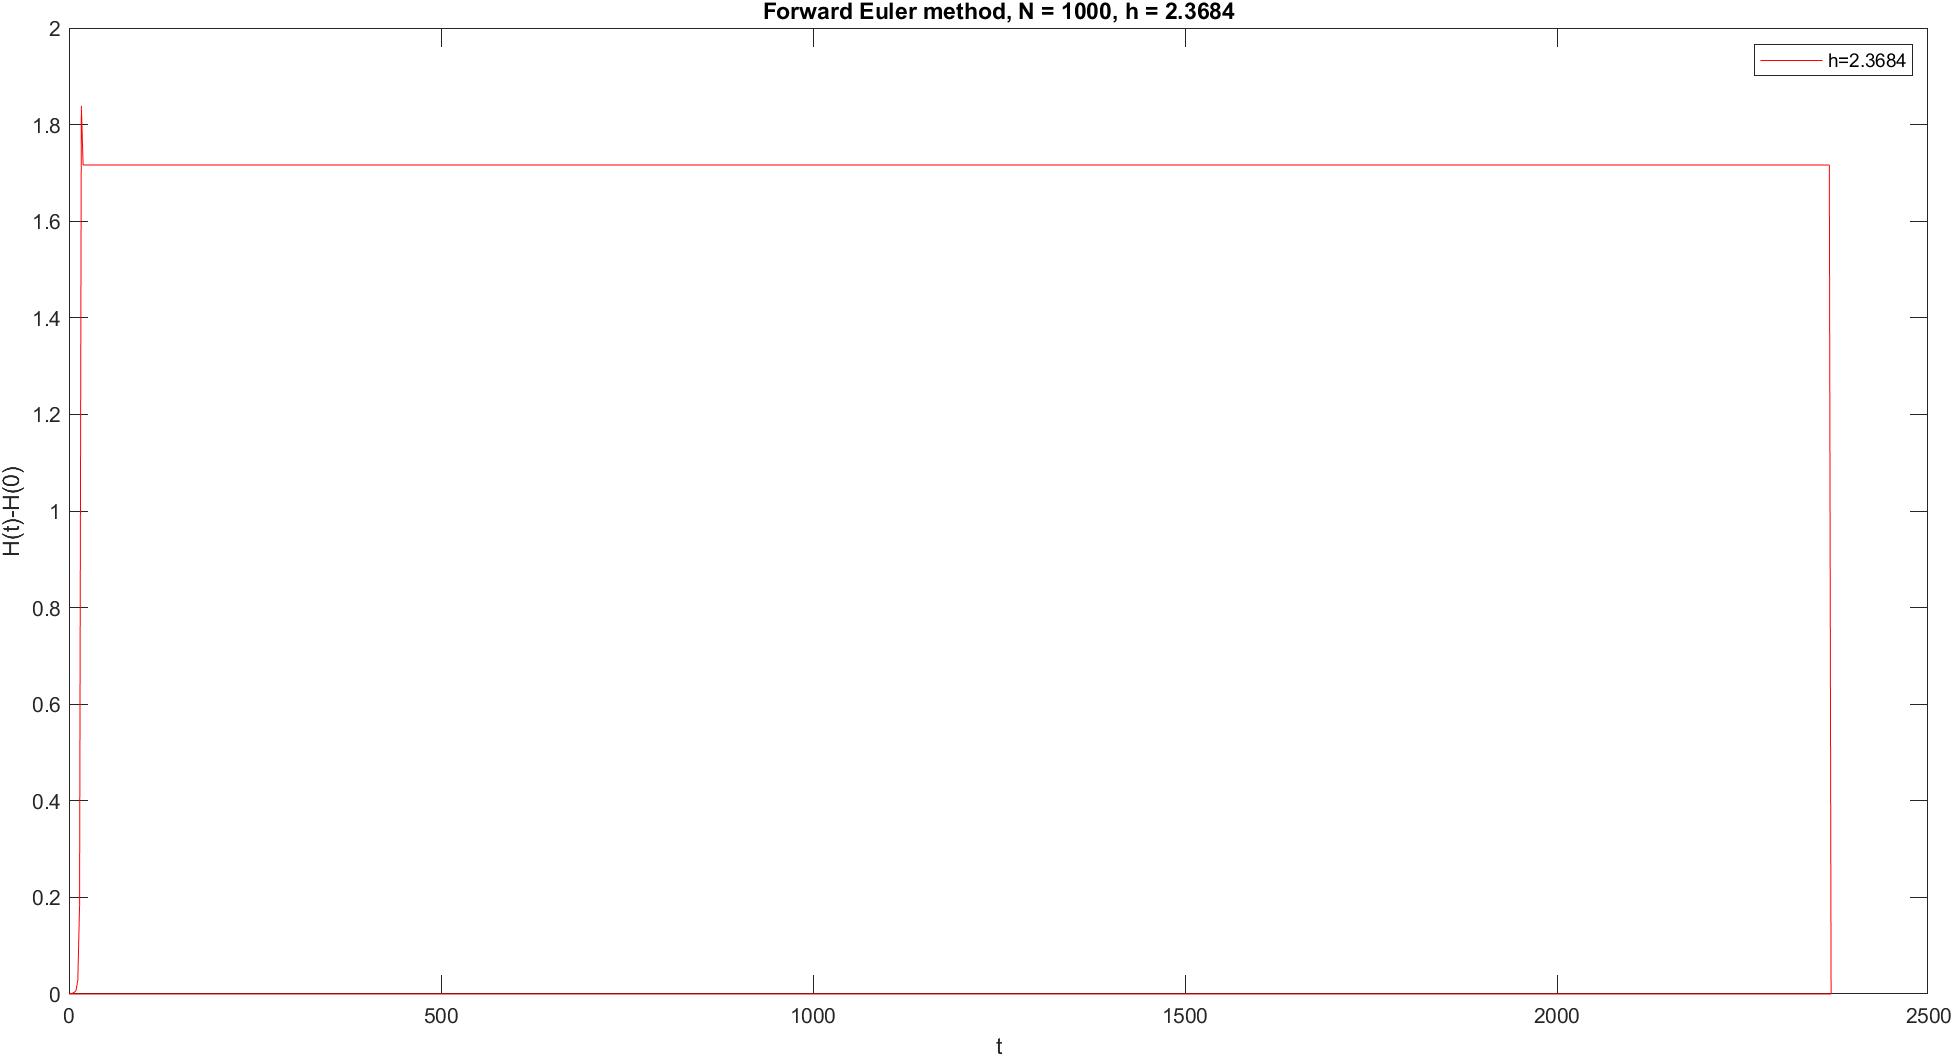 Forward Euler method, N = 1000, h = 2.3684
h=2.3684
2
1.8
1.6
1.4
1.2
1
0.8
0.6
0.4
0.2
0
H(t)-H(0)
0 500 1000 1500 2000 2500
t